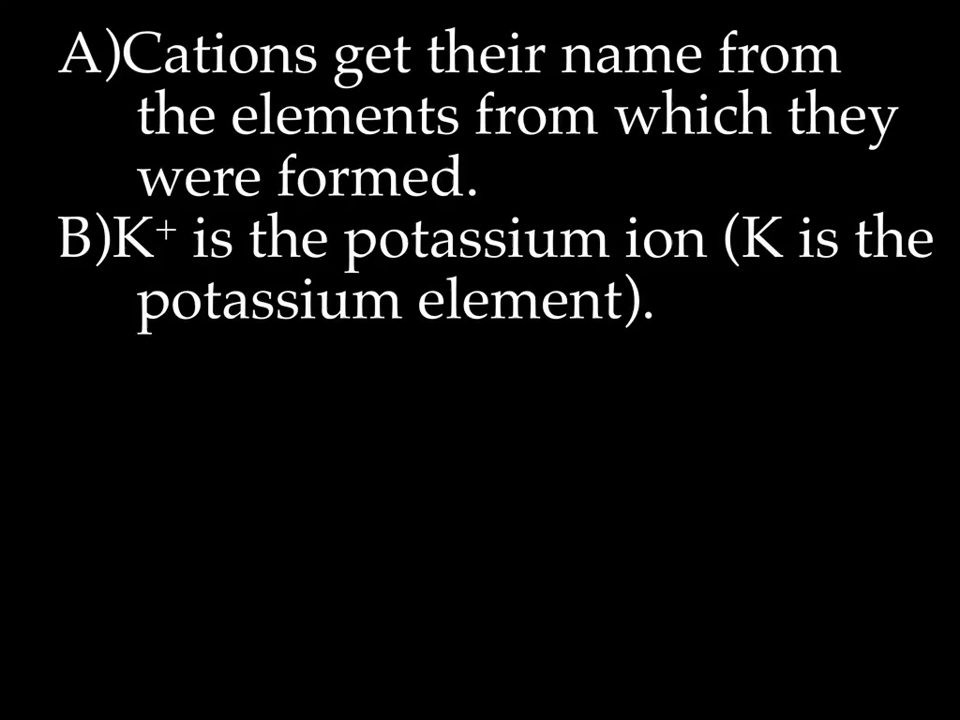 A)Cations get their name from
the elements from which they
were formed.
B)K⁺ is the potassium ion (K is the
potassium element).